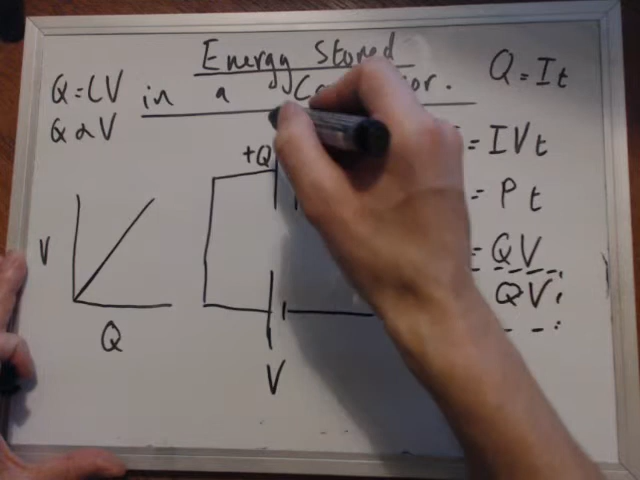 Energy Stored
in a
Q = CV
Q ∝ V
Q = It
= IVt
= Pt
= QV
QV
+Q
V
Q
V